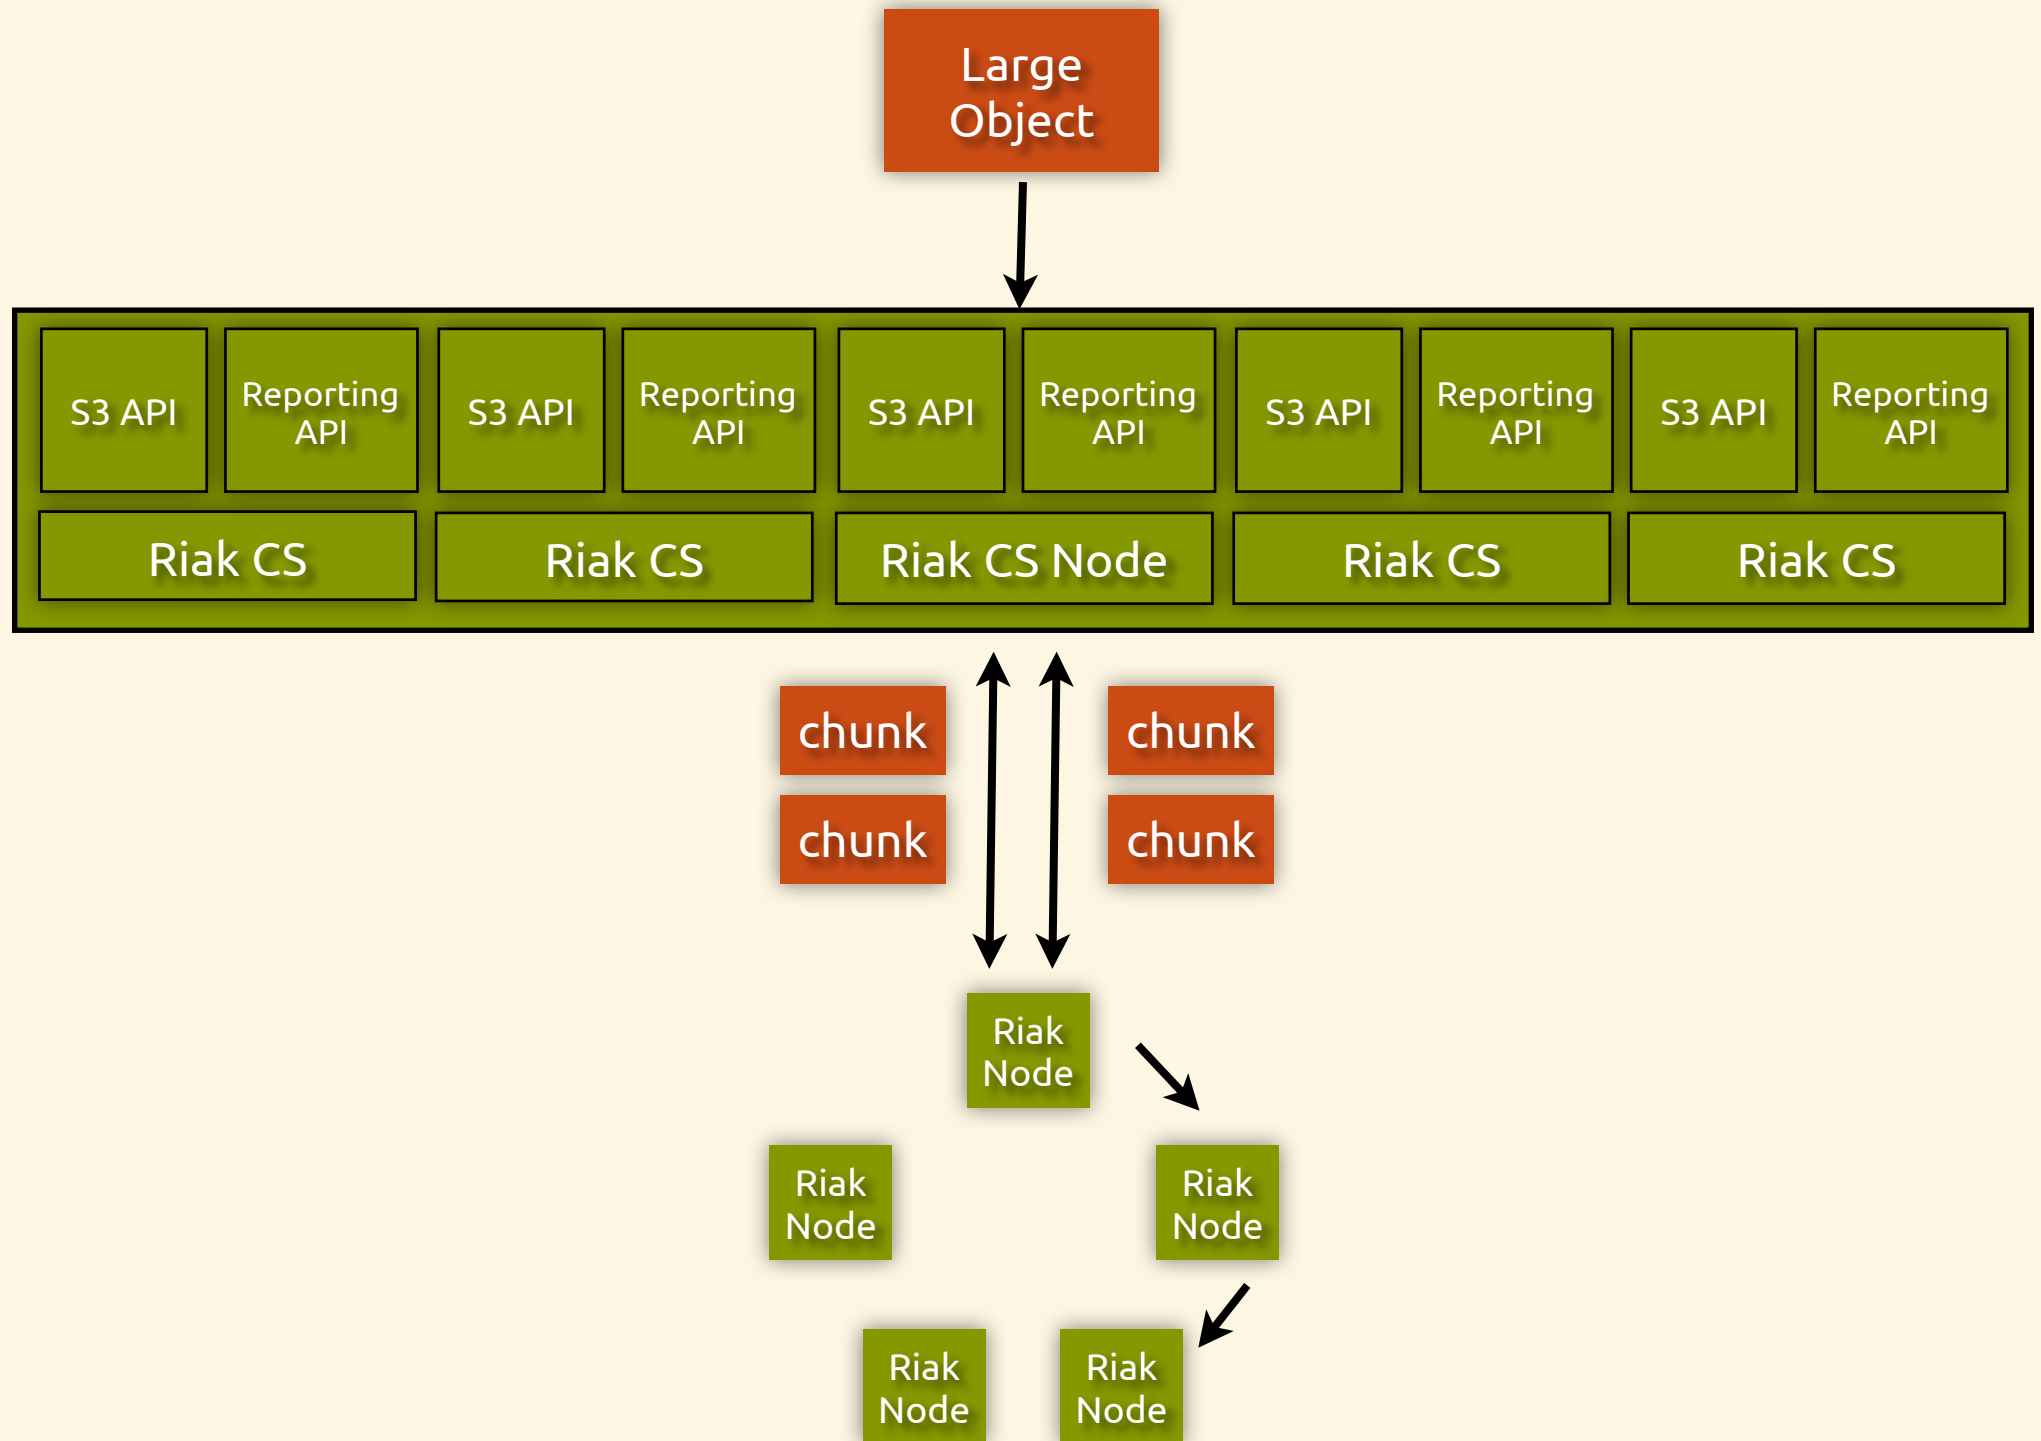 Large
Object
S3 API
Reporting
API
S3 API
Reporting
API
S3 API
Reporting
API
S3 API
Reporting
API
S3 API
Reporting
API
Riak CS
Riak CS
Riak CS Node
Riak CS
Riak CS
chunk
chunk
chunk
chunk
Riak
Node
Riak
Node
Riak
Node
Riak
Node
Riak
Node